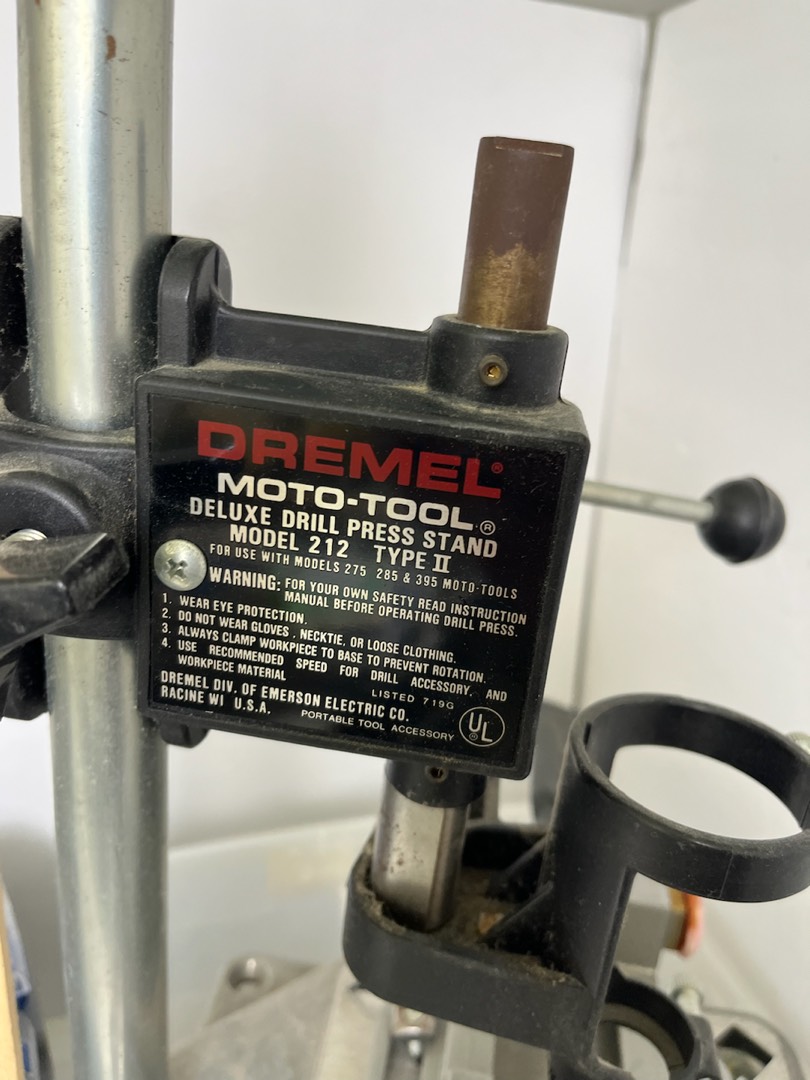 DREMEL®
MOTO-TOOL®
DELUXE DRILL PRESS STAND
MODEL 212 TYPE II
FOR USE WITH MODELS 275 285 & 395 MOTO-TOOLS
WARNING: FOR YOUR OWN SAFETY READ INSTRUCTION
MANUAL BEFORE OPERATING DRILL PRESS.
1. WEAR EYE PROTECTION.
2. DO NOT WEAR GLOVES, NECKTIE, OR LOOSE CLOTHING.
3. ALWAYS CLAMP WORKPIECE TO BASE TO PREVENT ROTATION.
4. USE RECOMMENDED SPEED FOR DRILL ACCESSORY, AND
WORKPIECE MATERIAL
LISTED 719G
DREMEL DIV. OF EMERSON ELECTRIC CO.
RACINE WI U.S.A.
PORTABLE TOOL ACCESSORY
UL®